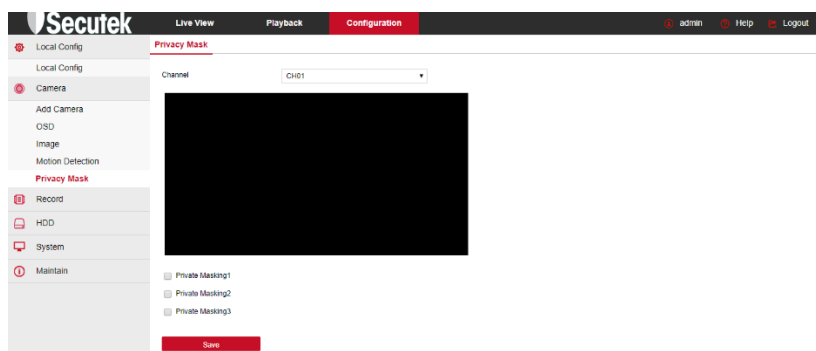 Secutek
Live View Playback Configuration admin Help Logout
Local Config
Local Config
Camera
Add Camera
OSD
Image
Motion Detection
Privacy Mask
Record
HDD
System
Maintain
Privacy Mask
Channel CH01
Private Masking1
Private Masking2
Private Masking3
Save